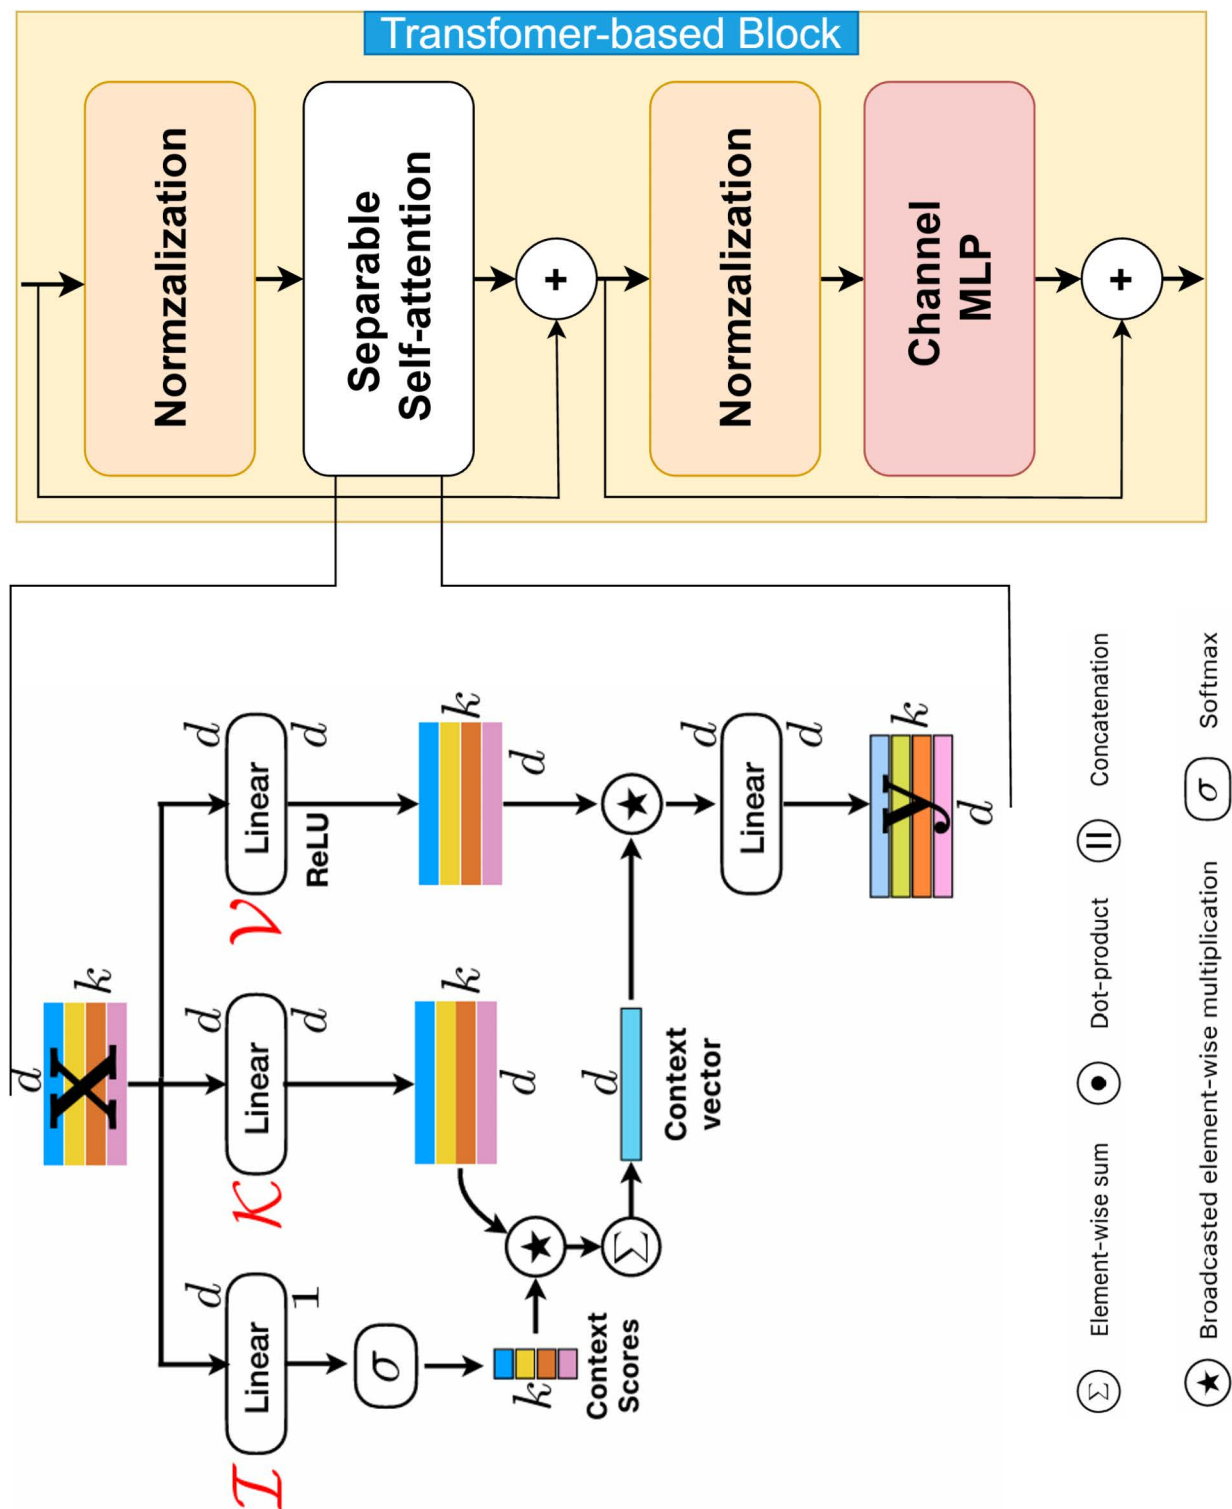 Transfomer-based Block
Normzalization
Separable
Self-attention
+
Normzalization
Channel
MLP
+
d
X
k
I
d
Linear
1
K
d
Linear
d
V
d
Linear
d
ReLU
σ
k
d
k
d
k
Context
Scores
★
Σ
d
Context
vector
★
d
Linear
d
y
k
d
Σ Element-wise sum
Dot-product
Concatenation
★ Broadcasted element-wise multiplication
σ Softmax